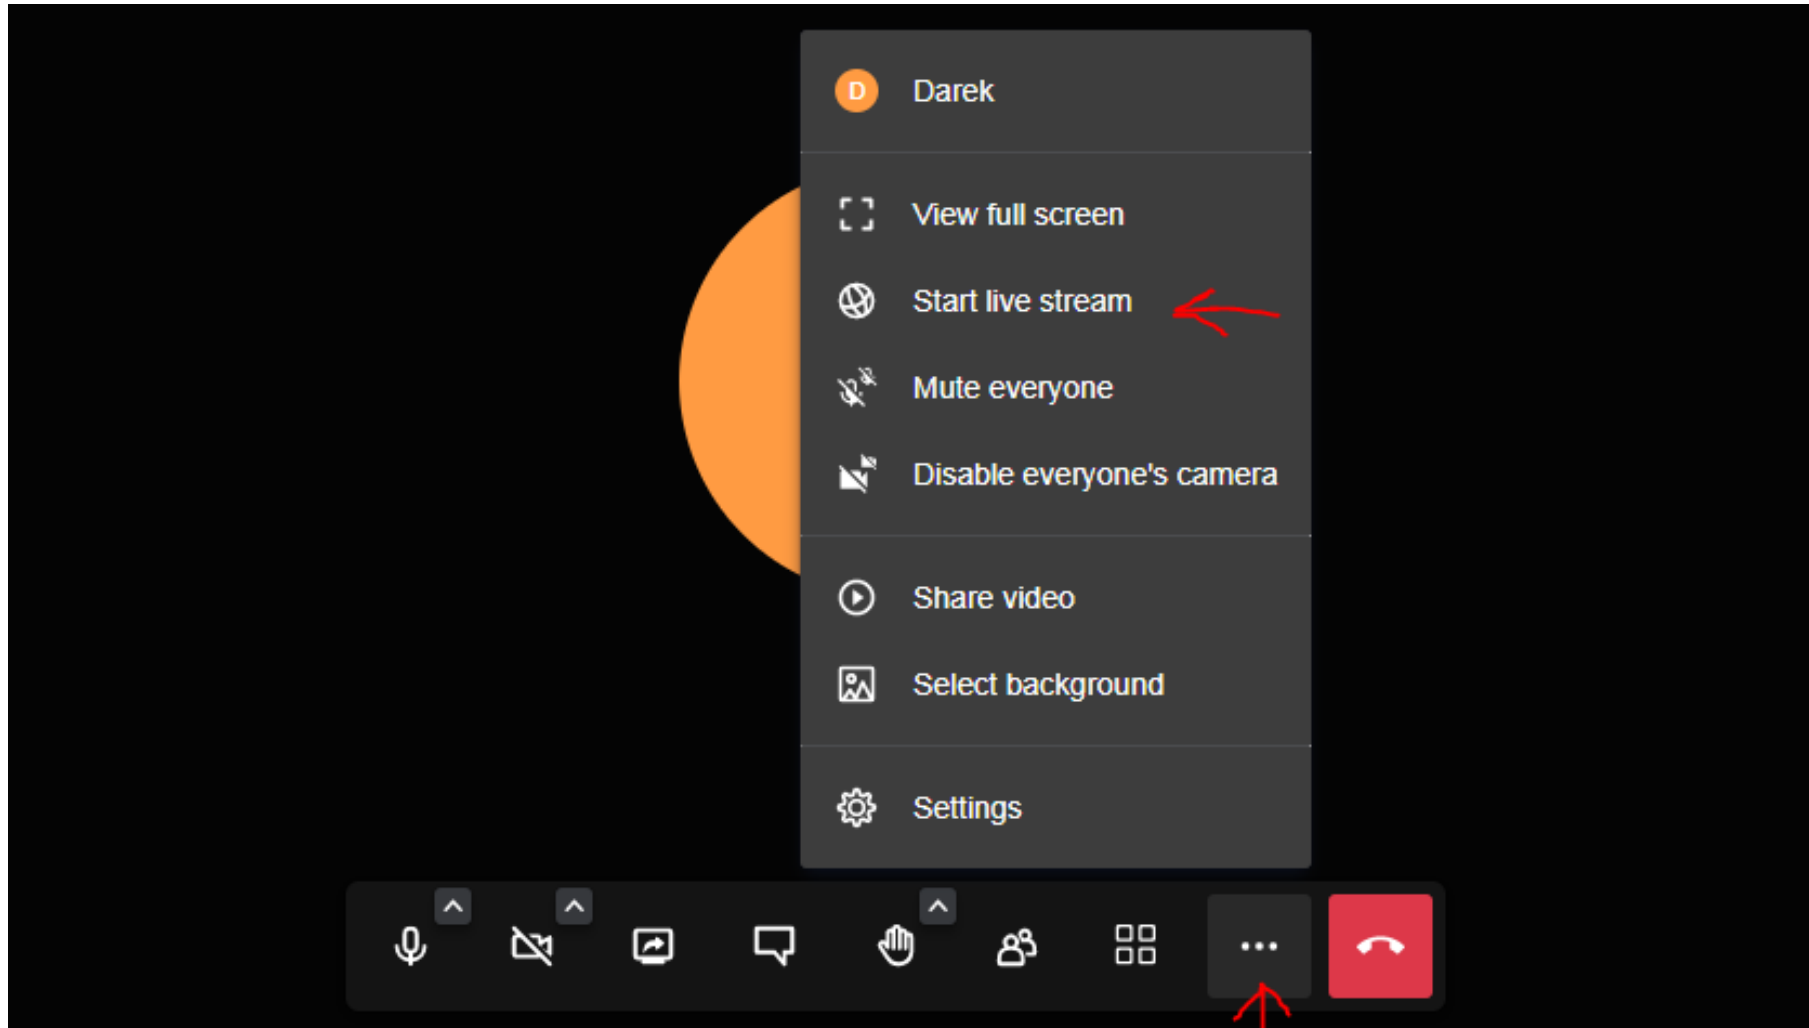 D Darek
View full screen
Start live stream
Mute everyone
Disable everyone's camera
Share video
Select background
Settings